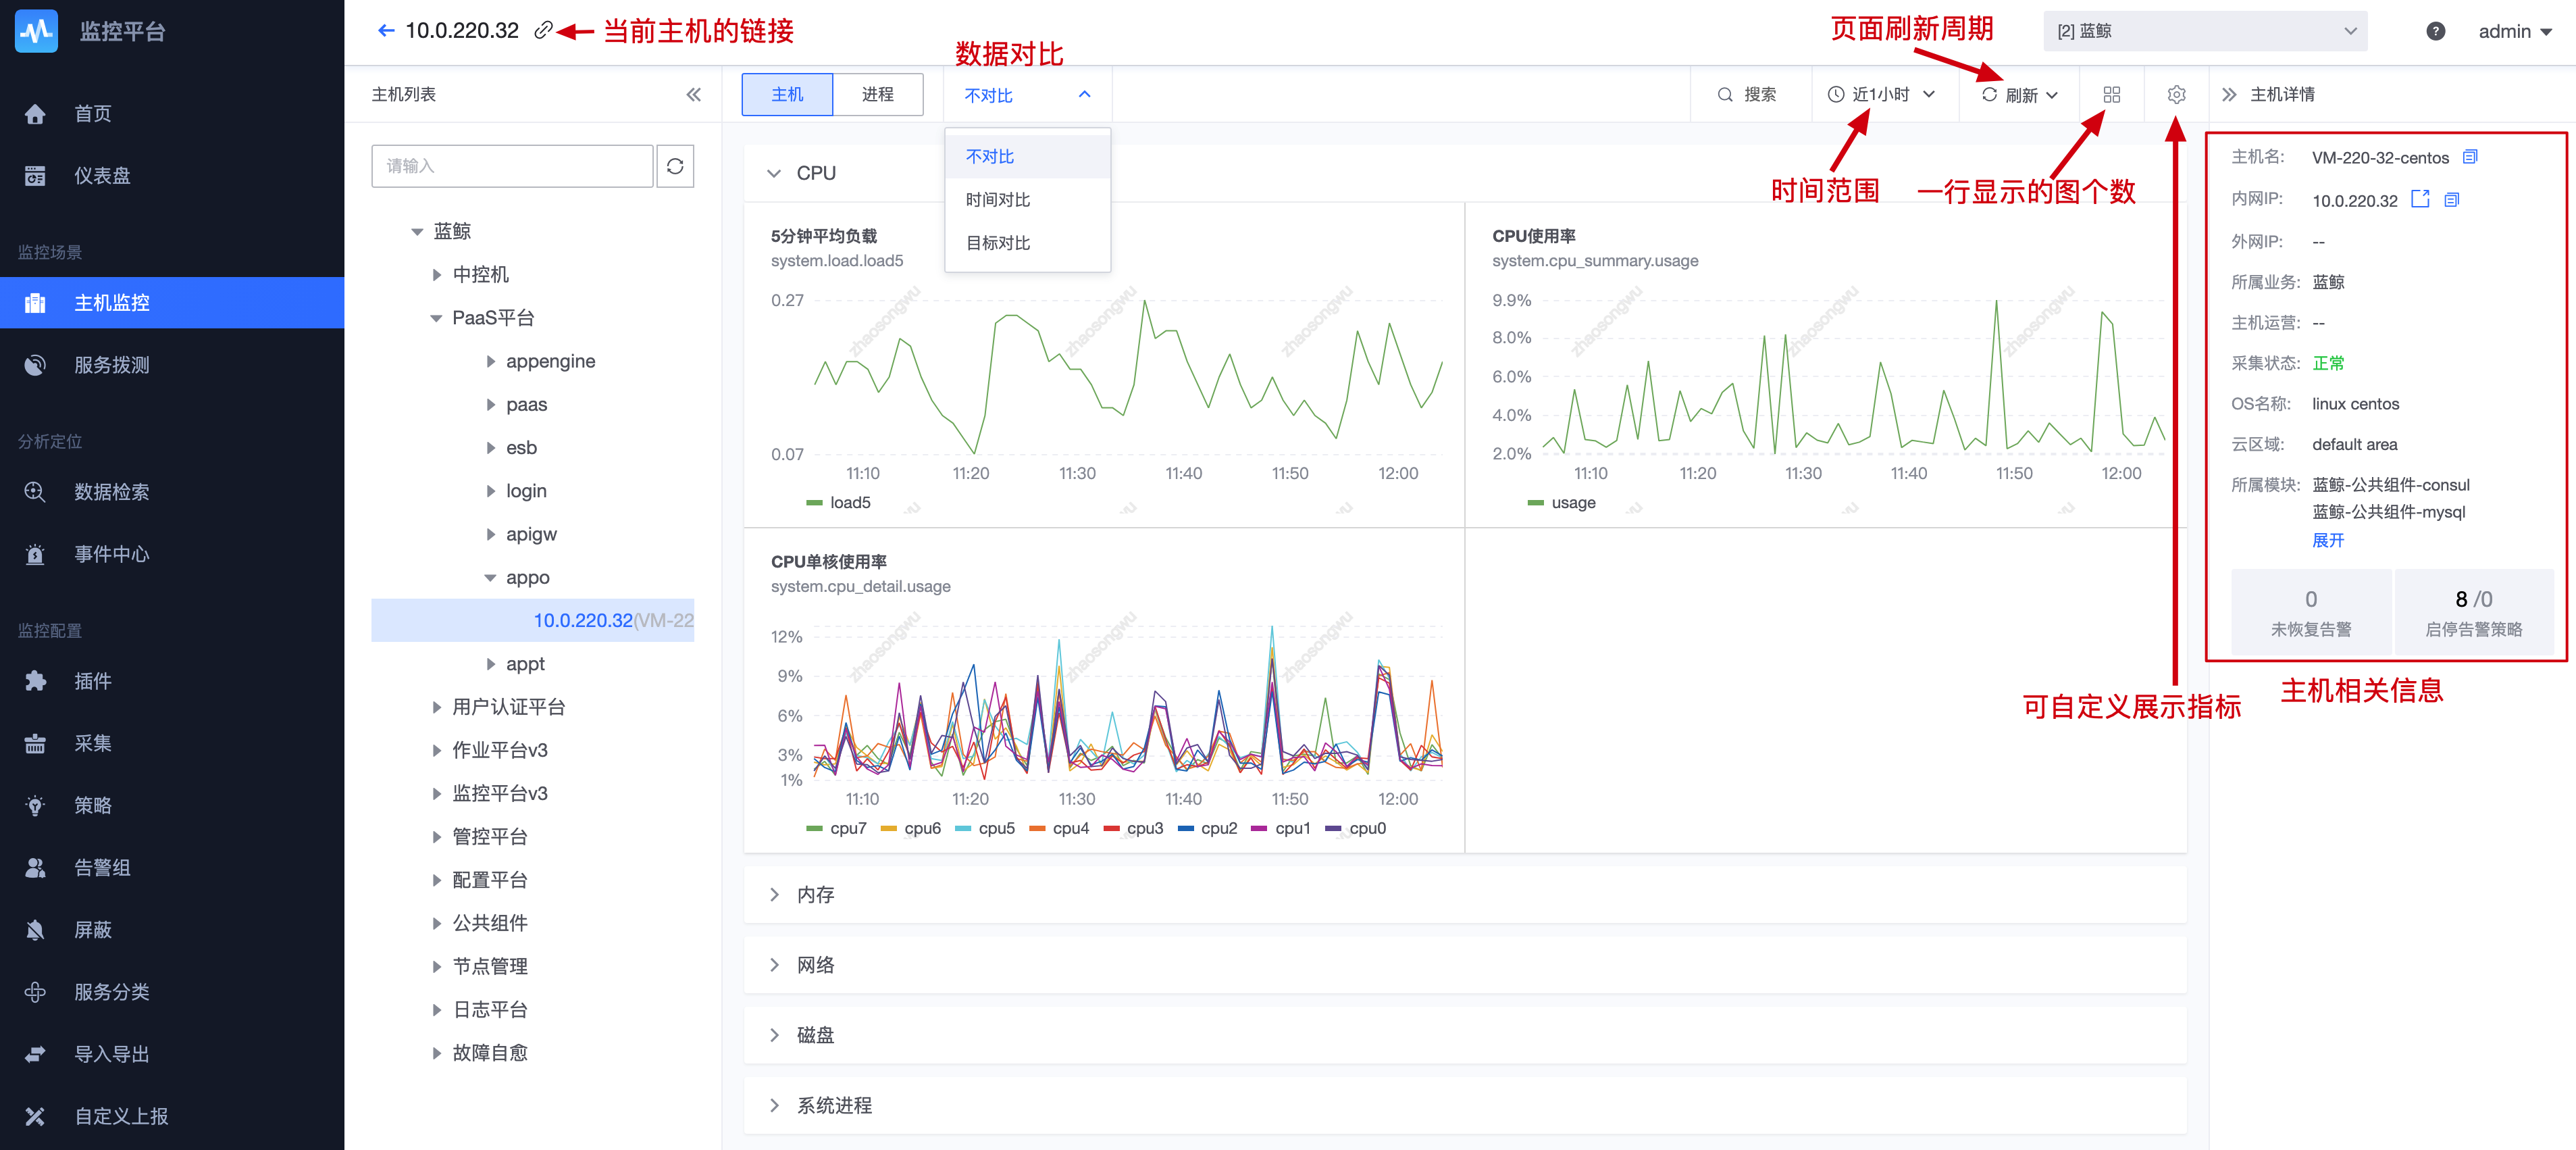 监控平台
首页
仪表盘
监控场景
主机监控
服务拨测
分析定位
数据检索
事件中心
监控配置
插件
采集
策略
告警组
屏蔽
服务分类
导入导出
自定义上报
10.0.220.32
当前主机的链接
数据对比
页面刷新周期
[2] 蓝鲸
?
admin
主机列表
主机
进程
不对比
搜索
近1小时
刷新
主机详情
请输入
蓝鲸
中控机
PaaS平台
appengine
paas
esb
login
apigw
appo
10.0.220.32(VM-22
appt
用户认证平台
作业平台v3
监控平台v3
管控平台
配置平台
公共组件
节点管理
日志平台
故障自愈
不对比
时间对比
目标对比
时间范围
一行显示的图个数
CPU
5分钟平均负载
system.load.load5
0.27
0.07
11:10
11:20
11:30
11:40
11:50
12:00
load5
zhaosongwu
zhaosongwu
zhaosongwu
CPU使用率
system.cpu_summary.usage
9.9%
8.0%
6.0%
4.0%
2.0%
11:10
11:20
11:30
11:40
11:50
12:00
usage
zhaosongwu
zhaosongwu
zhaosongwu
CPU单核使用率
system.cpu_detail.usage
12%
9%
6%
3%
1%
11:10
11:20
11:30
11:40
11:50
12:00
cpu7 cpu6 cpu5 cpu4 cpu3 cpu2 cpu1 cpu0
zhaosongwu
zhaosongwu
zhaosongwu
内存
网络
磁盘
系统进程
主机名: VM-220-32-centos
内网IP: 10.0.220.32
外网IP: --
所属业务: 蓝鲸
主机运营: --
采集状态: 正常
OS名称: linux centos
云区域: default area
所属模块: 蓝鲸-公共组件-consul
蓝鲸-公共组件-mysql
展开
0
未恢复告警
8 /0
启停告警策略
可自定义展示指标
主机相关信息